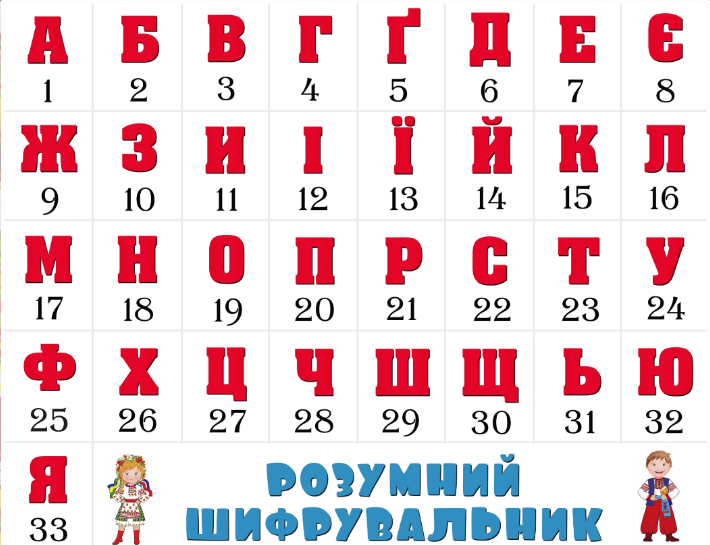 А Б В Г Ґ Д Е Є
1 2 3 4 5 6 7 8
Ж З И І Ї Й К Л
9 10 11 12 13 14 15 16
М Н О П Р С Т У
17 18 19 20 21 22 23 24
Ф Х Ц Ч Ш Щ Ь Ю
25 26 27 28 29 30 31 32
Я
33
РОЗУМНИЙ
ШИФРУВАЛЬНИК